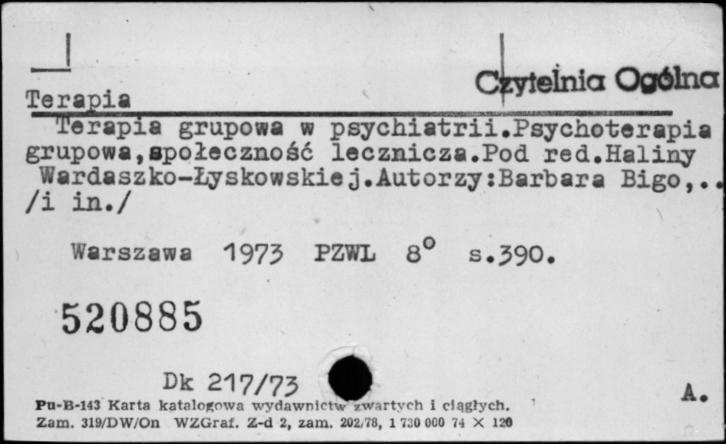 Czytelnia Ogólna
Terapia
Terapia grupowa w psychiatrii.Psychoterapia
grupowa,społeczność lecznicza.Pod red.Haliny
Wardaszko-Łyskowskiej.Autorzy:Barbara Bigo,..
/i in./
Warszawa 1973 PZWL 8° s.390.
520885
Dk 217/73
A.
Pu-B-143 Karta katalogowa wydawnictw zwartych i ciągłych.
Zam. 319/DW/On WZGraf. Z-d 2, zam. 202/78, 1 730 000 74 X 120